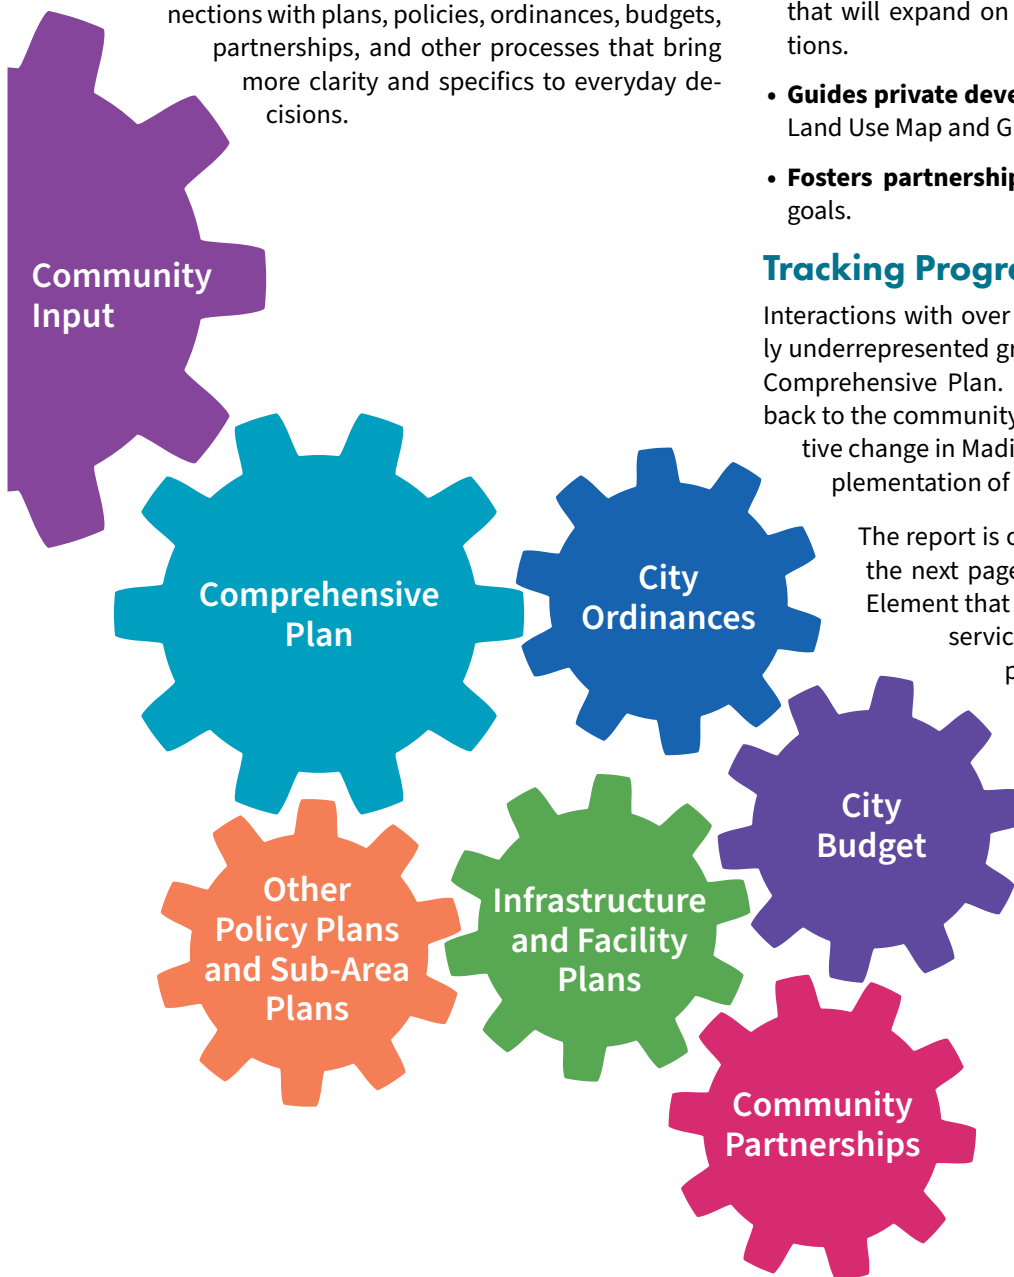 nections with plans, policies, ordinances, budgets,
partnerships, and other processes that bring
more clarity and specifics to everyday de-
cisions.
Community
Input
Comprehensive
Plan
City
Ordinances
City
Budget
Other
Policy Plans
and Sub-Area
Plans
Infrastructure
and Facility
Plans
Community
Partnerships
that will expand on
tions.
• Guides private deve
Land Use Map and G
• Fosters partnership
goals.
Tracking Progre
Interactions with over
ly underrepresented gr
Comprehensive Plan.
back to the community
tive change in Madi
plementation of
The report is o
the next page
Element that
servic
p